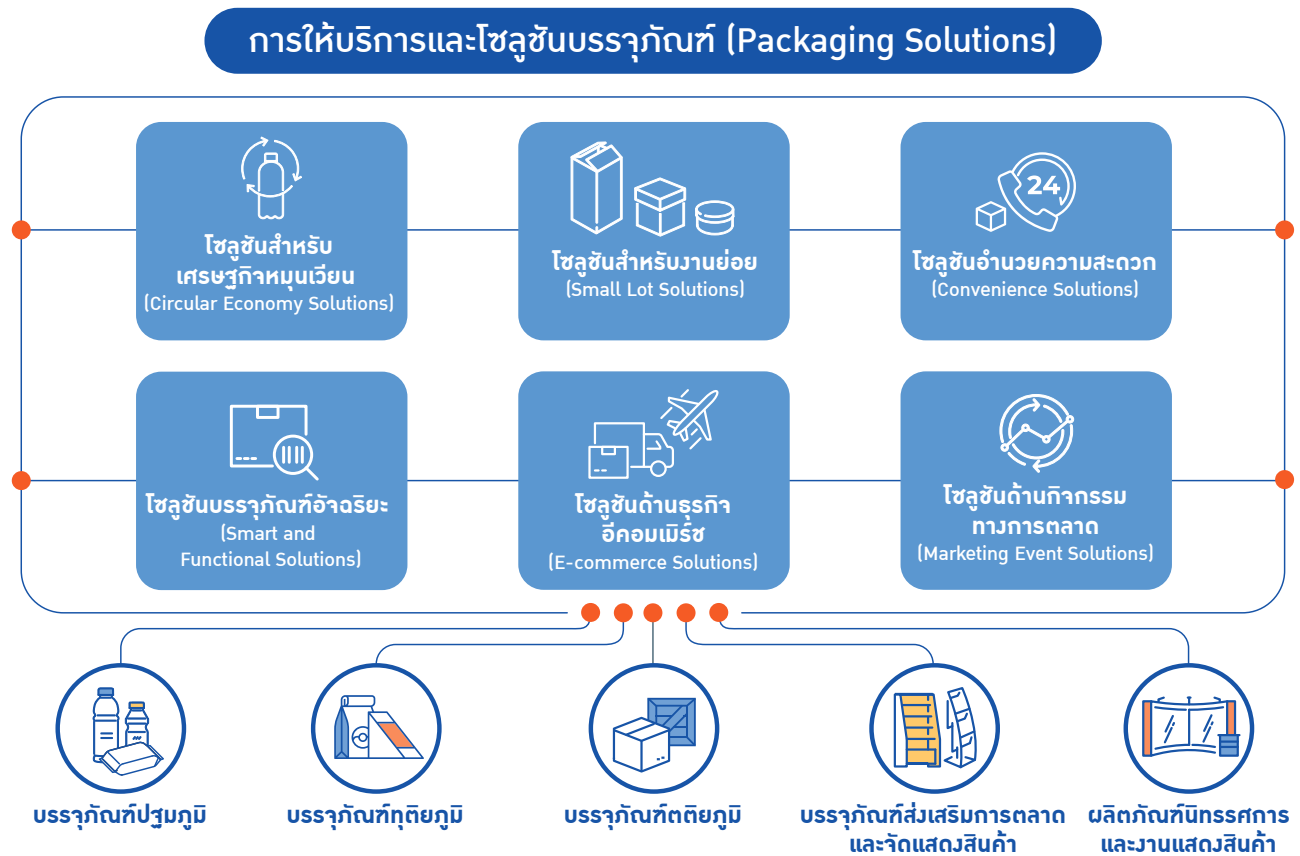 การให้บริการและโซลูชันบรรจุภัณฑ์ (Packaging Solutions)
โซลูชันสำหรับ
เศรษฐกิจหมุนเวียน
(Circular Economy Solutions)
โซลูชันสำหรับงานย่อย
(Small Lot Solutions)
24
โซลูชันอำนวยความสะดวก
(Convenience Solutions)
โซลูชันบรรจุภัณฑ์อัจฉริยะ
(Smart and
Functional Solutions)
โซลูชันด้านธุรกิจ
อีคอมเมิร์ซ
(E-commerce Solutions)
โซลูชันด้านกิจกรรม
ทางการตลาด
(Marketing Event Solutions)
บรรจุภัณฑ์ปฐมภูมิ
บรรจุภัณฑ์ทุติยภูมิ
บรรจุภัณฑ์ตติยภูมิ
บรรจุภัณฑ์ส่งเสริมการตลาด
และจัดแสดงสินค้า
ผลิตภัณฑ์นิทรรศการ
และงานแสดงสินค้า